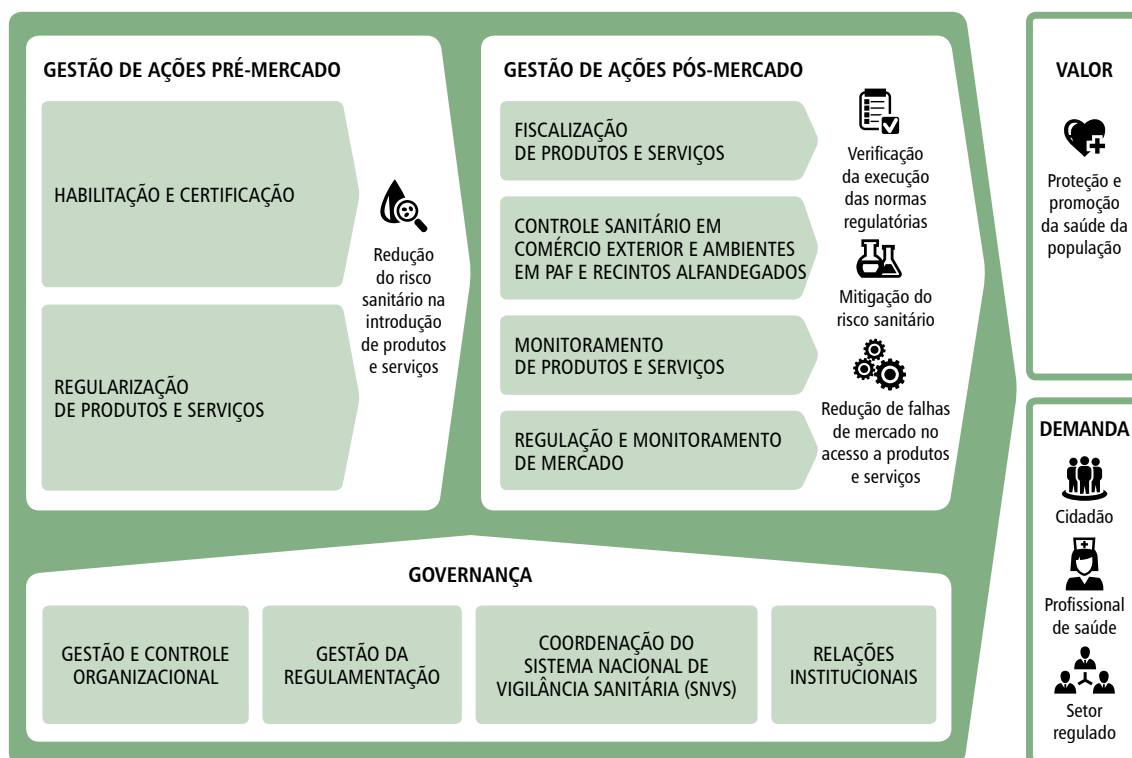 GESTÃO DE AÇÕES PRÉ-MERCADO
HABILITAÇÃO E CERTIFICAÇÃO
REGULARIZAÇÃO
DE PRODUTOS E SERVIÇOS
Redução
do risco
sanitário na
introdução
de produtos
e serviços
GESTÃO DE AÇÕES PÓS-MERCADO
FISCALIZAÇÃO
DE PRODUTOS E SERVIÇOS
CONTROLE SANITÁRIO EM
COMÉRCIO EXTERIOR E AMBIENTES
EM PAF E RECINTOS ALFANDEGADOS
MONITORAMENTO
DE PRODUTOS E SERVIÇOS
REGULAÇÃO E MONITORAMENTO
DE MERCADO
Verificação
da execução
das normas
regulatórias
Mitigação do
risco sanitário
Redução de falhas
de mercado no
acesso a produtos
e serviços
GOVERNANÇA
GESTÃO E CONTROLE
ORGANIZACIONAL
GESTÃO DA
REGULAMENTAÇÃO
COORDENAÇÃO DO
SISTEMA NACIONAL DE
VIGILÂNCIA SANITÁRIA (SNVS)
RELAÇÕES
INSTITUCIONAIS
VALOR
Proteção e
promoção
da saúde da
população
DEMANDA
Cidadão
Profissional
de saúde
Setor
regulado